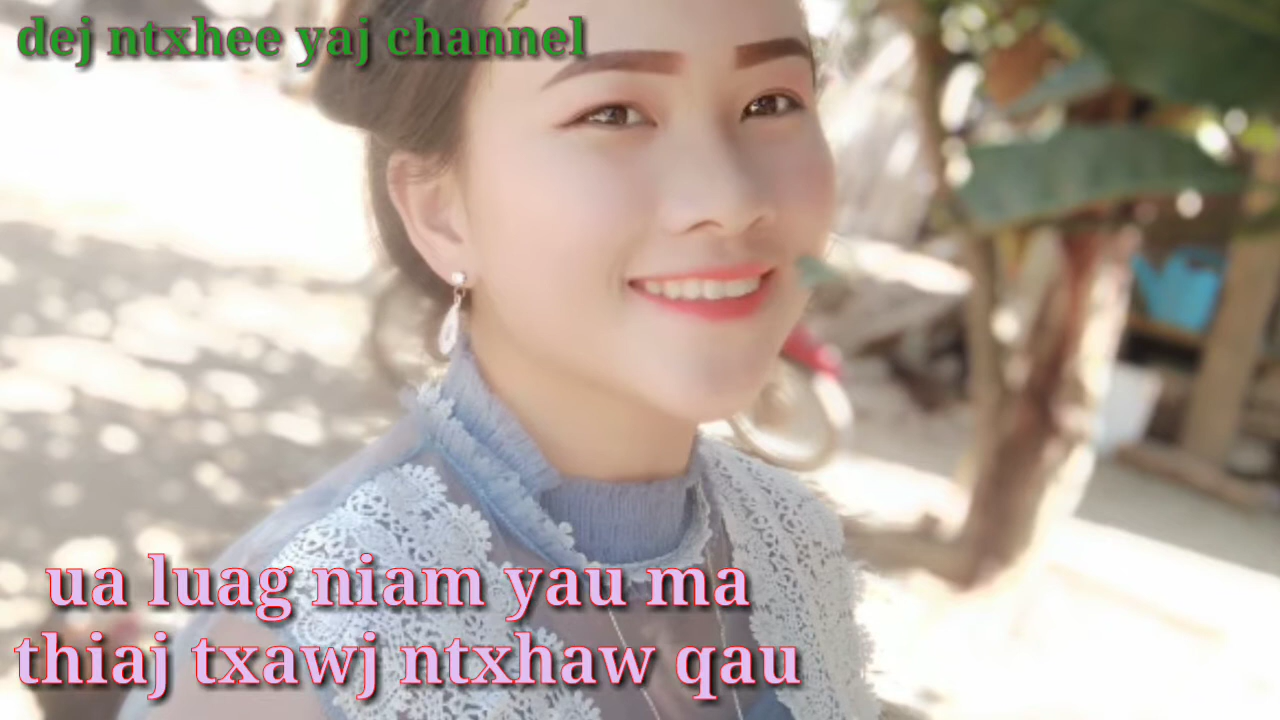 dej ntxhee yaj channel
ua luag niam yau ma
thiaj txawj ntxhaw qau